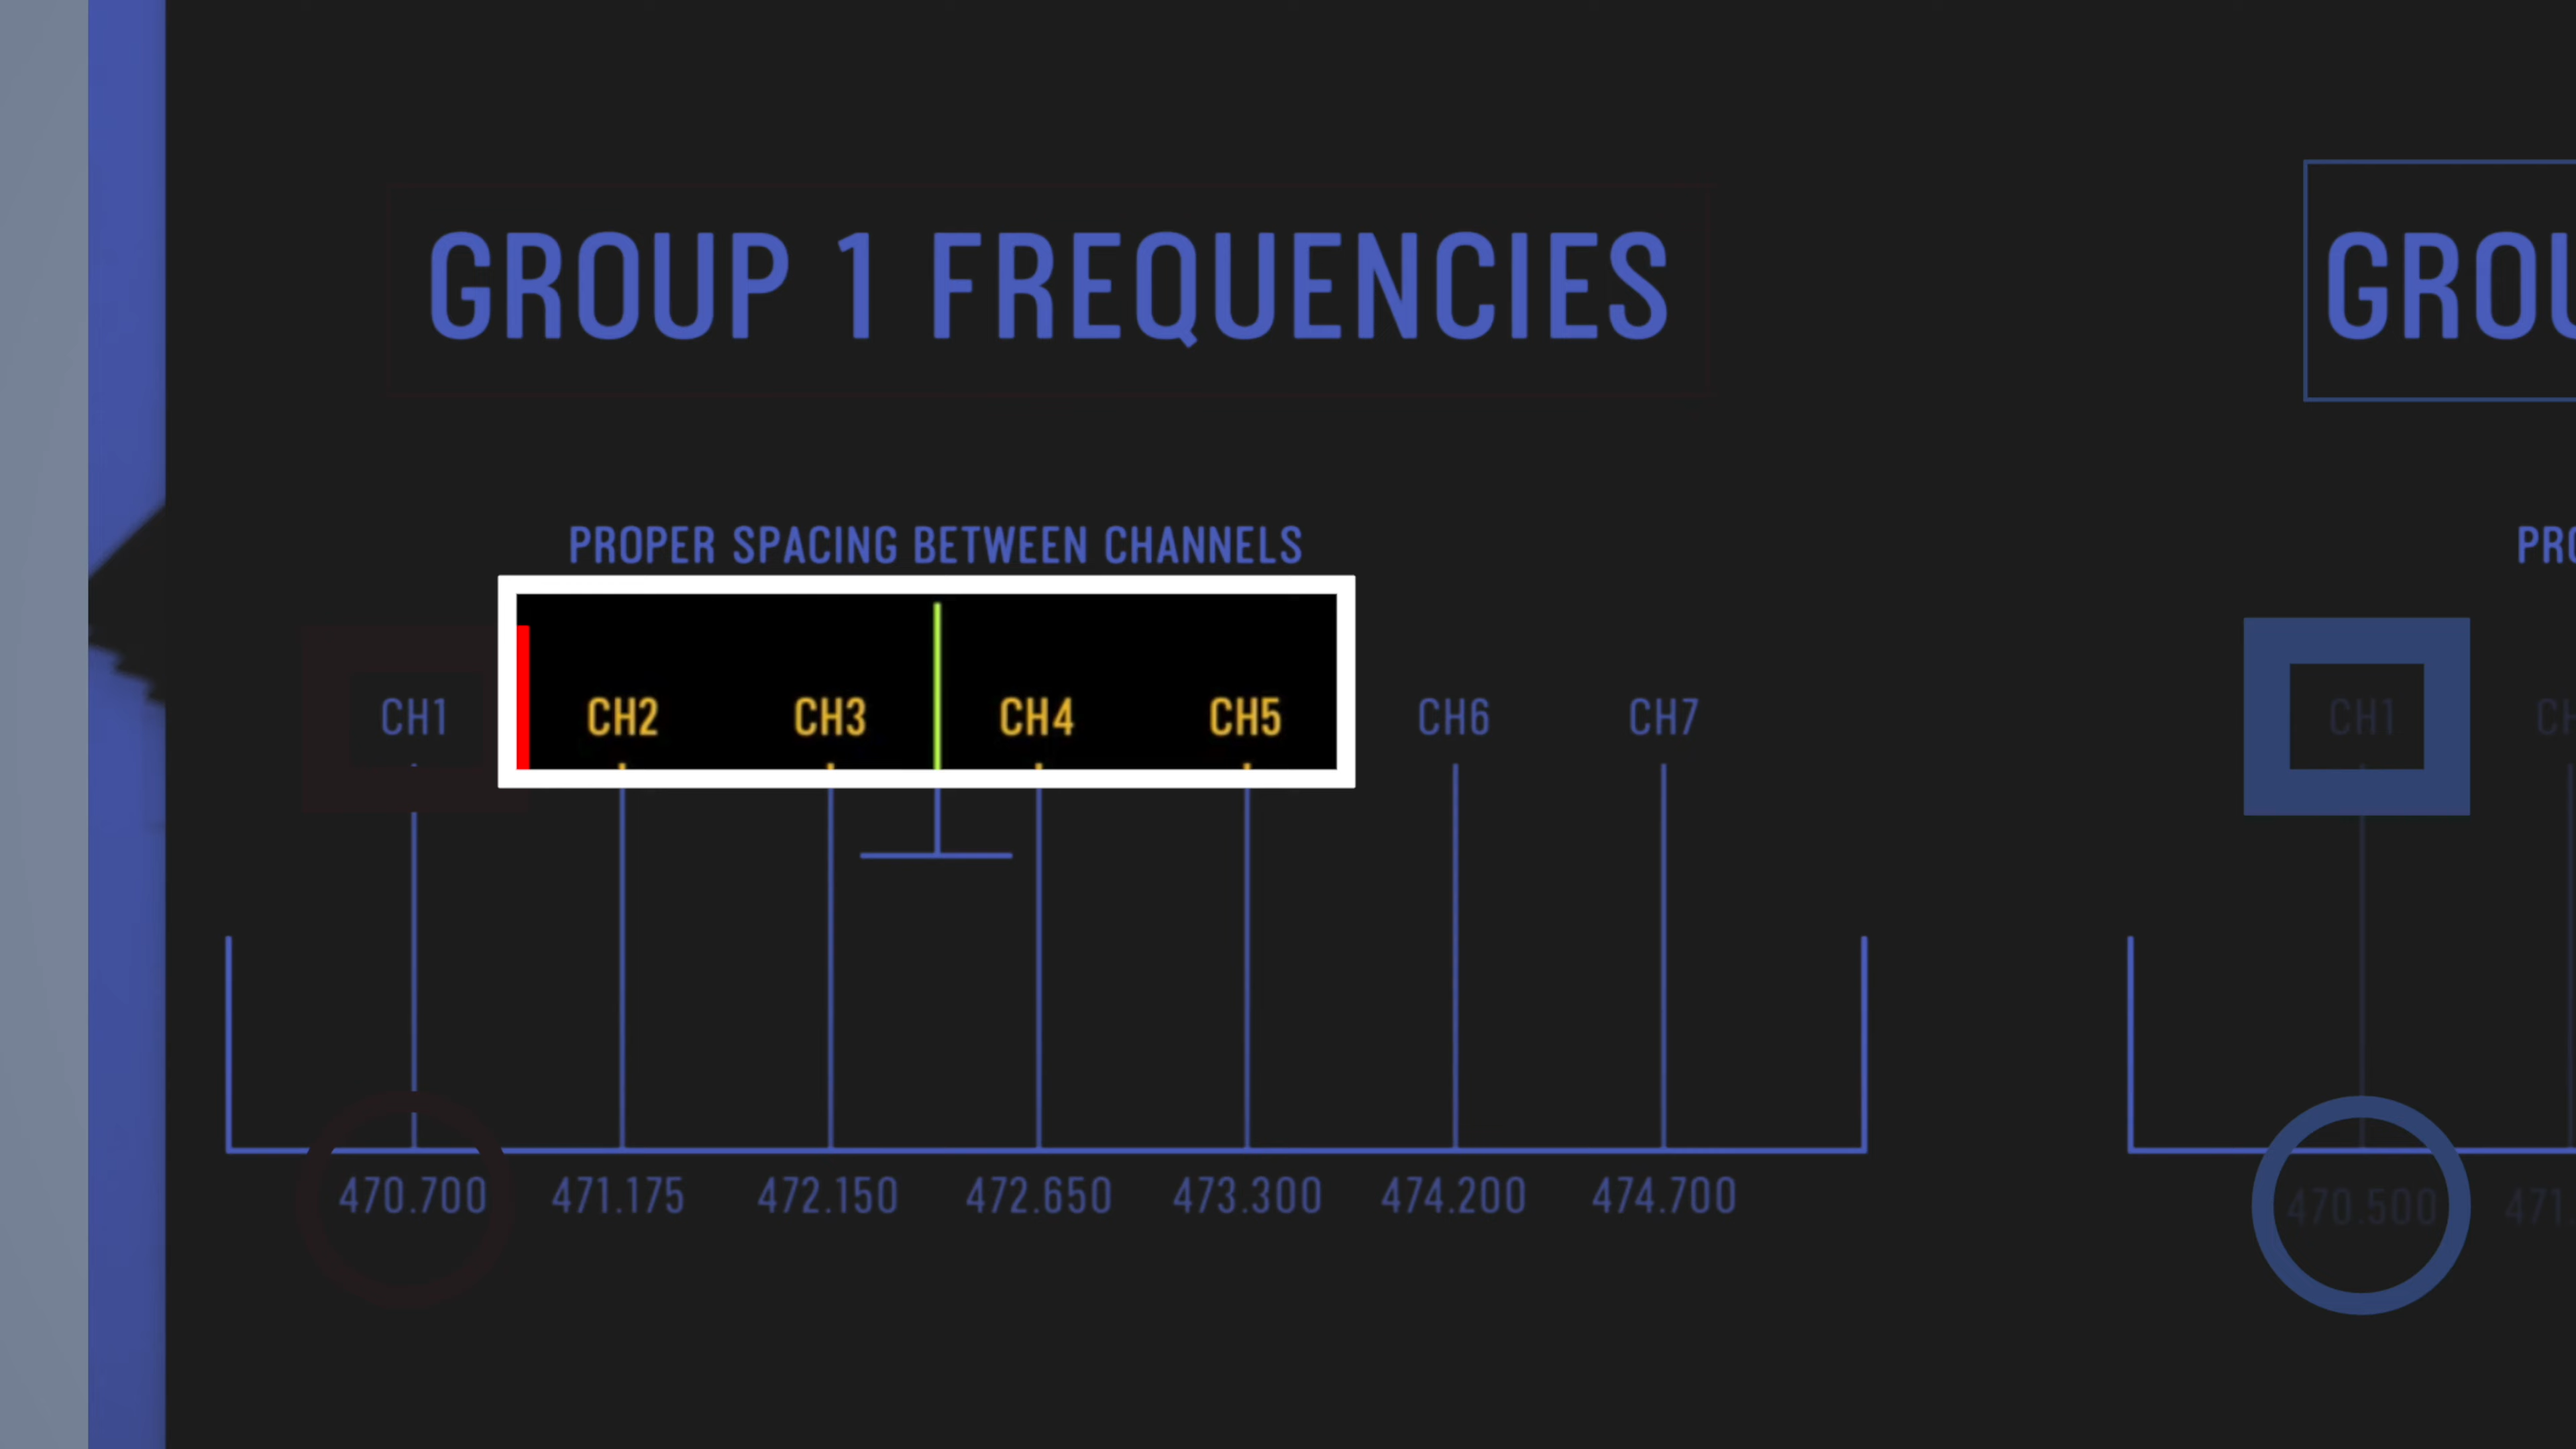 GROUP 1 FREQUENCIES
PROPER SPACING BETWEEN CHANNELS
CH1 CH2 CH3 CH4 CH5 CH6 CH7
470.700 471.175 472.150 472.650 473.300 474.200 474.700
CH1
470.500